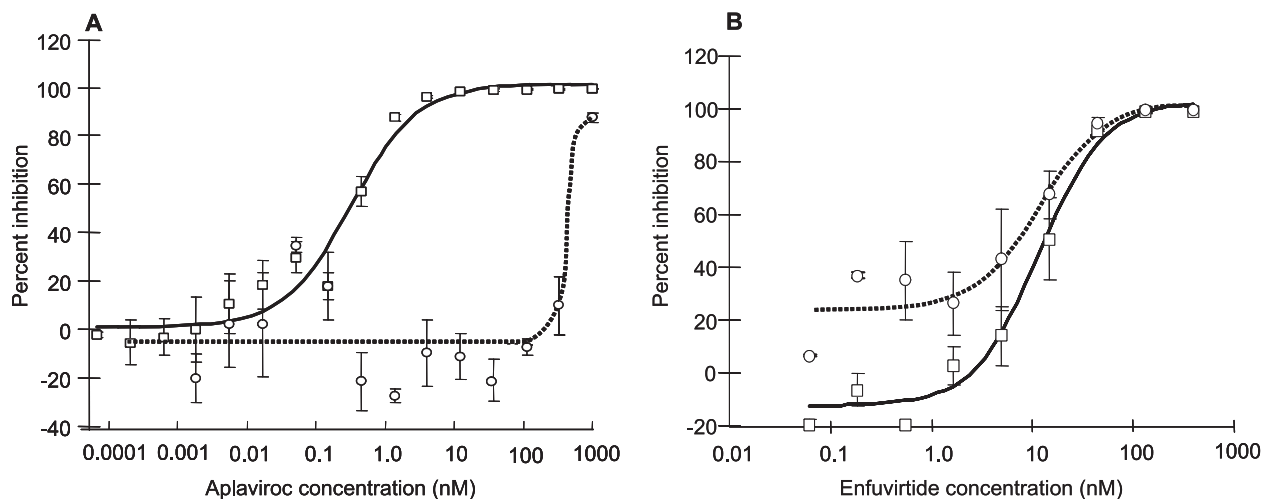 A
120
100
80
60
40
20
0
-20
-40
Percent inhibition
0.0001 0.001 0.01 0.1 1.0 10 100 1000
Aplaviroc concentration (nM)
B
120
100
80
60
40
20
0
-20
Percent inhibition
0.01 0.1 1.0 10 100 1000
Enfuvirtide concentration (nM)